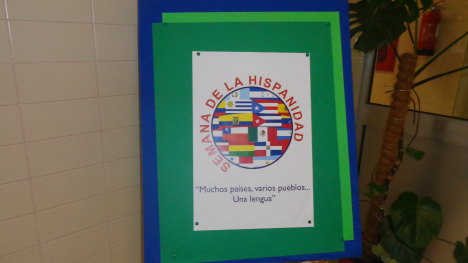 SEMANA DE LA HISPANIDAD
"Muchos países, varios pueblos...
Una lengua"